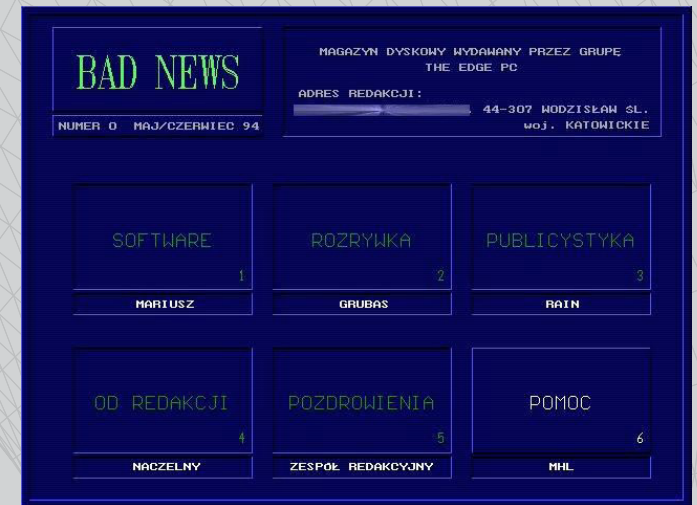 BAD NEWS
NUMER 0 MAJ/CZERWIEC 94
MAGAZYN DYSKOWY WYDAWANY PRZEZ GRUPĘ
THE EDGE PC
ADRES REDAKCJI:
44-307 WODZISŁAW ŚL.
woj. KATOWICKIE
SOFTWARE
1
MARIUSZ
ROZRYWKA
2
GRUBAS
PUBLICYSTYKA
3
RAIN
OD REDAKCJI
4
NACZELNY
POZDROWIENIA
5
ZESPÓŁ REDAKCYJNY
POMOC
6
MHL